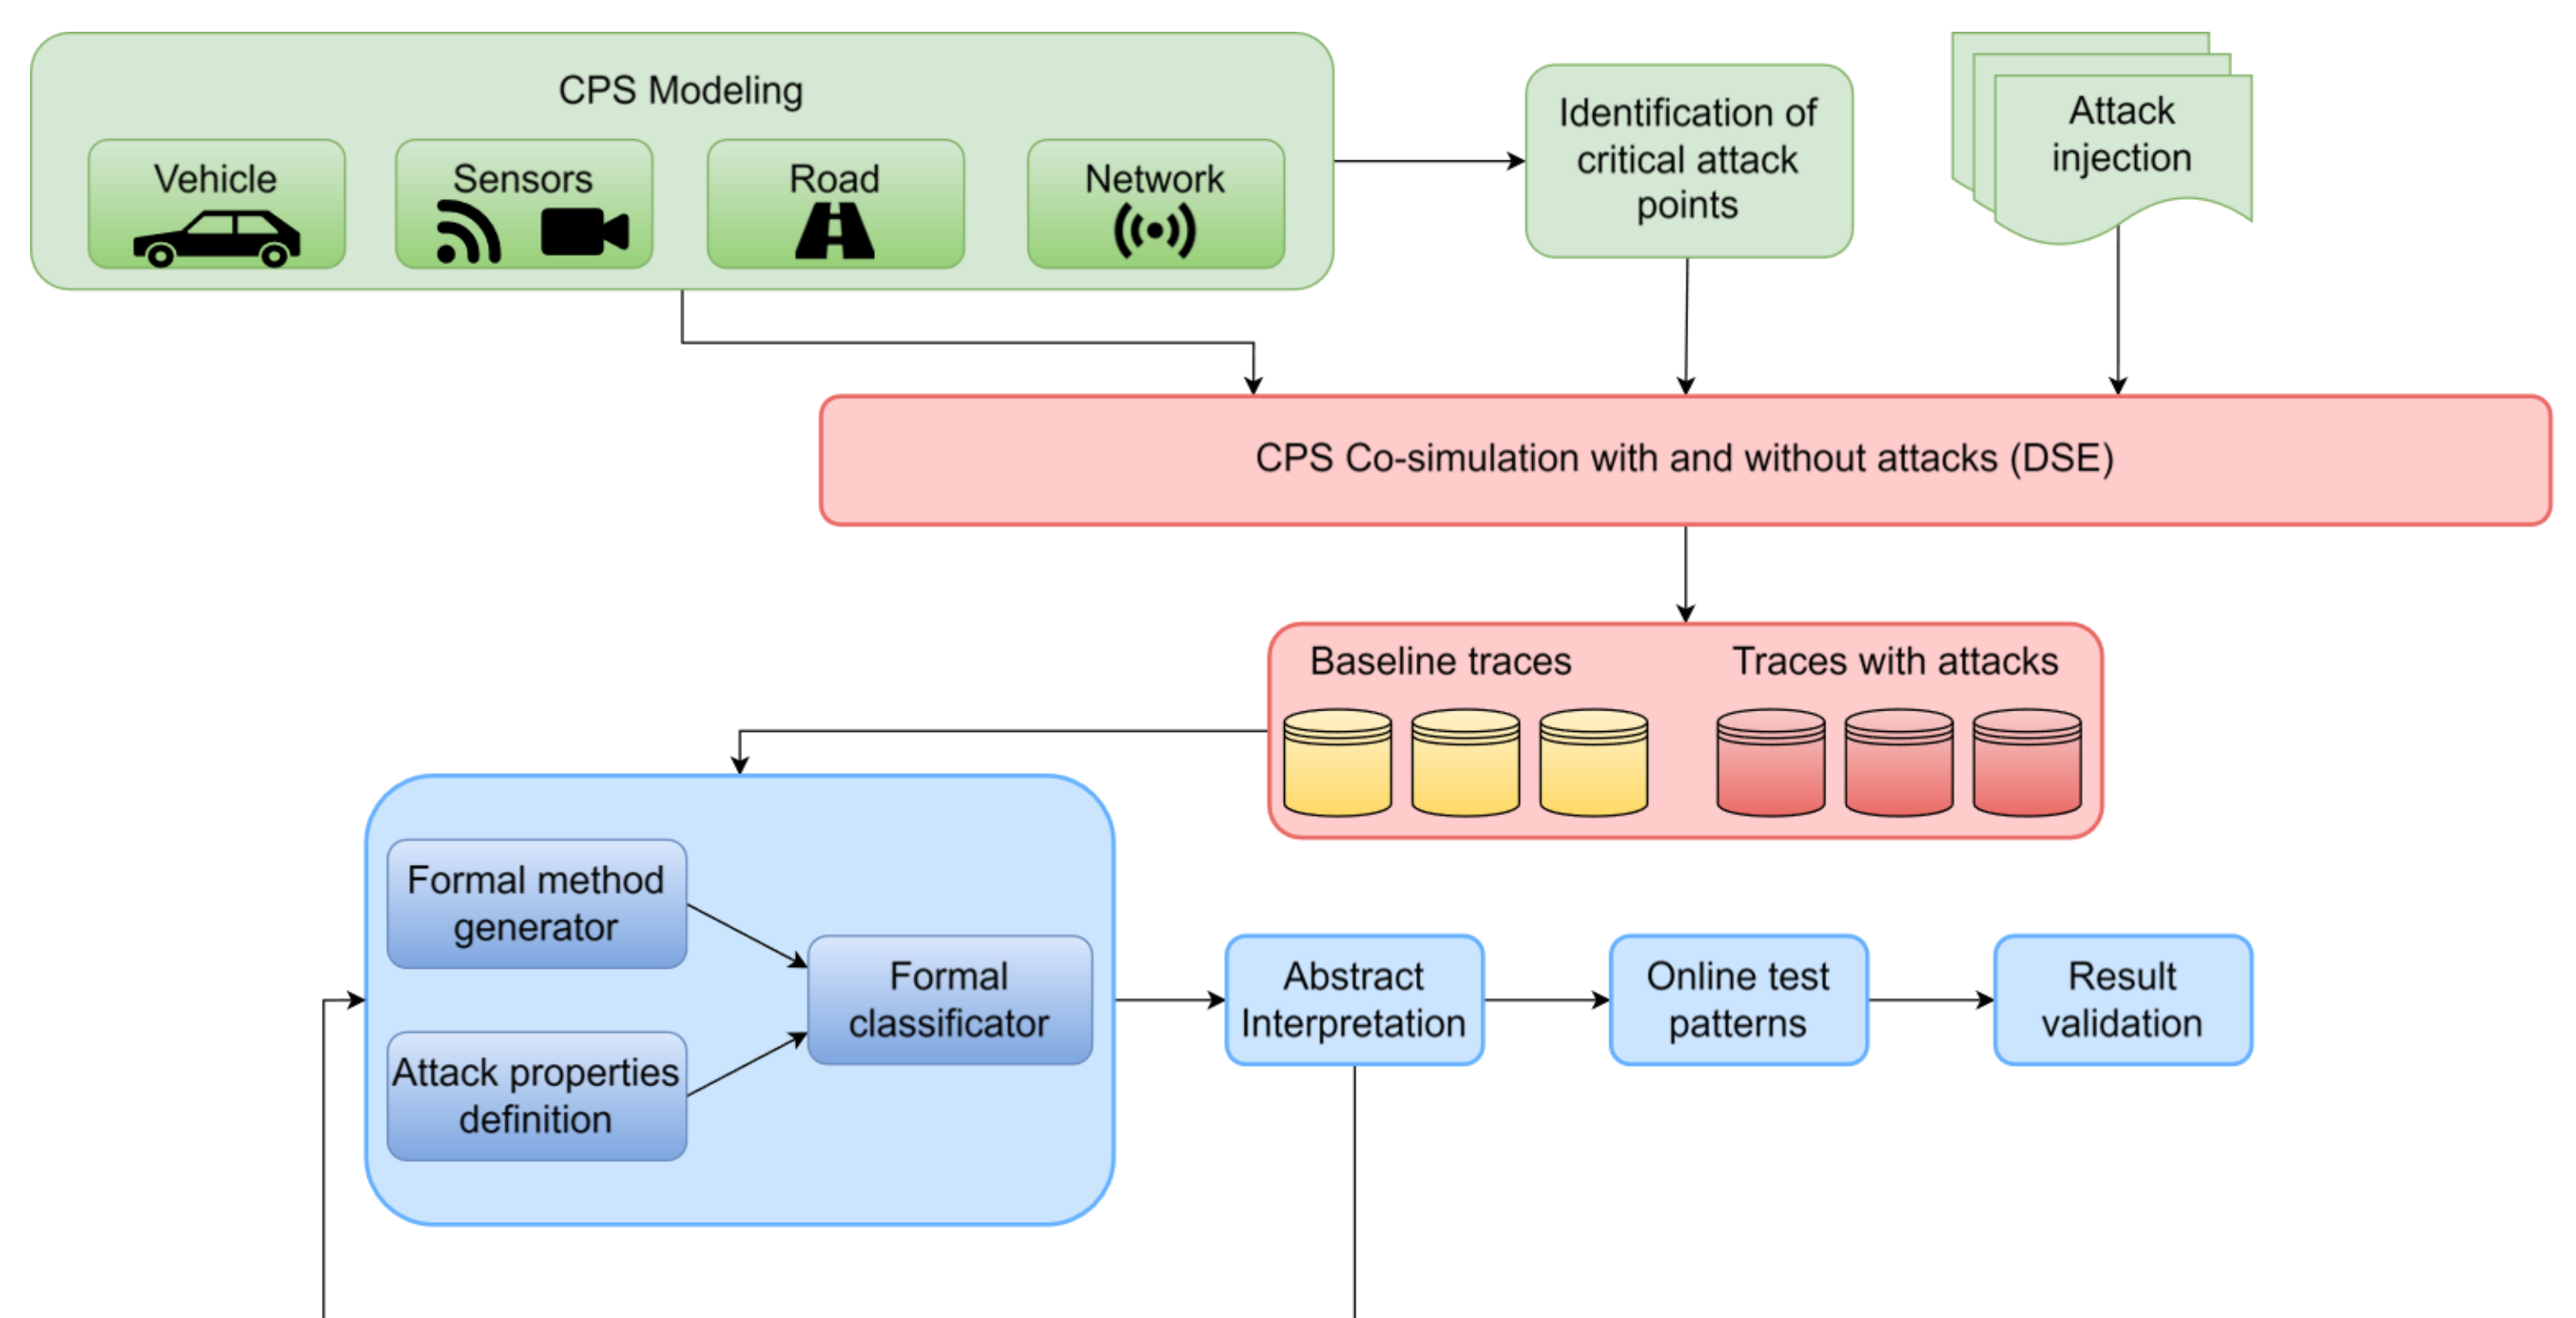 CPS Modeling
Vehicle
Sensors
Road
Network
Identification of
critical attack
points
Attack
injection
CPS Co-simulation with and without attacks (DSE)
Baseline traces
Traces with attacks
Formal method
generator
Attack properties
definition
Formal
classificator
Abstract
Interpretation
Online test
patterns
Result
validation